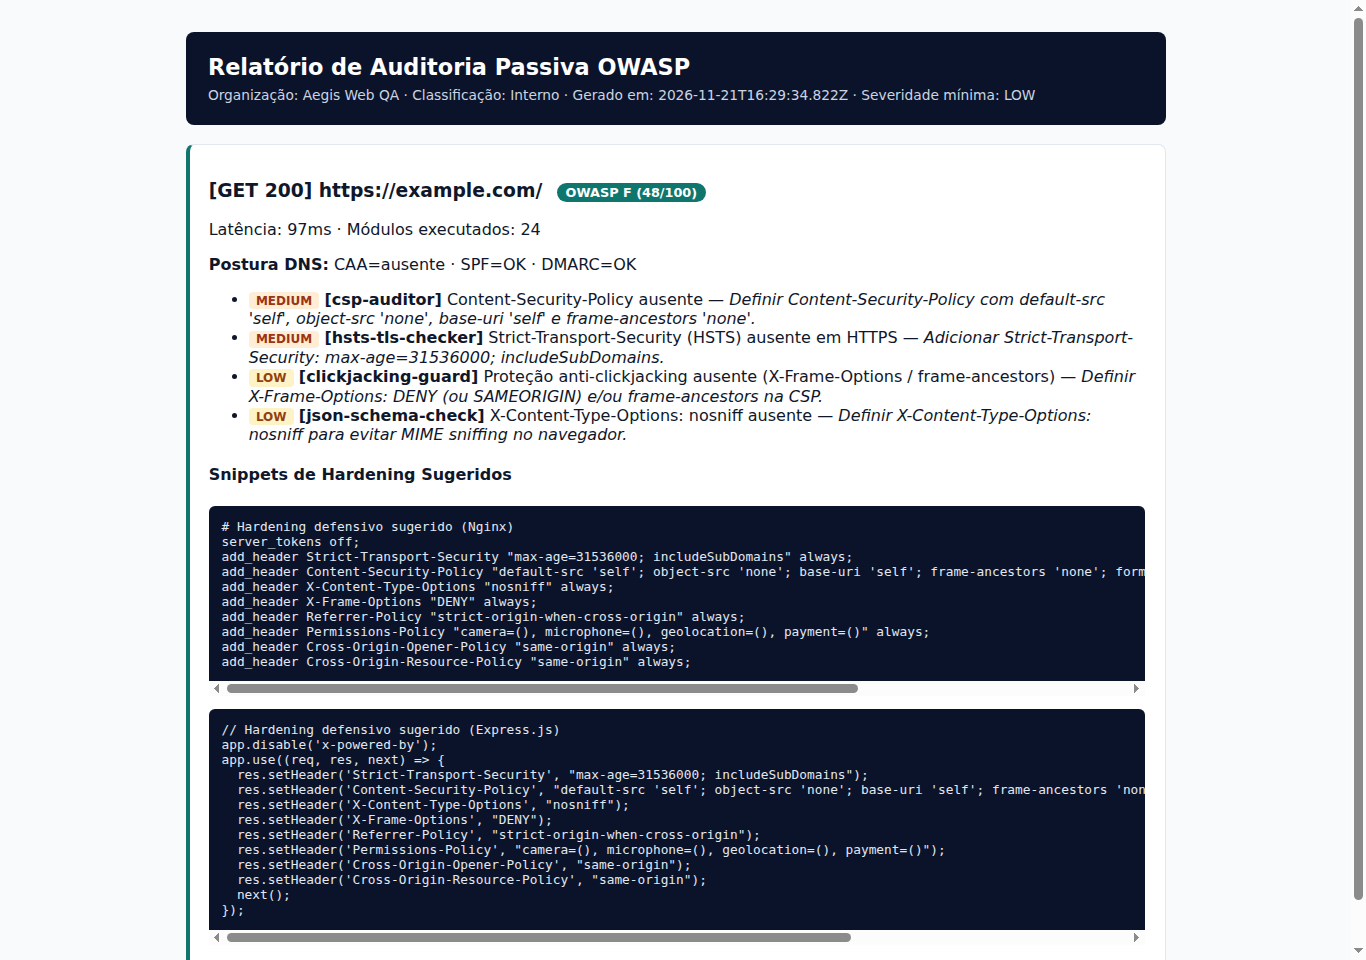 Relatório de Auditoria Passiva OWASP
Organização: Aegis Web QA · Classificação: Interno · Gerado em: 2026-11-21T16:29:34.822Z · Severidade mínima: LOW
[GET 200] https://example.com/ OWASP F (48/100)
Latência: 97ms · Módulos executados: 24
Postura DNS: CAA=ausente · SPF=OK · DMARC=OK
MEDIUM [csp-auditor] Content-Security-Policy ausente — Definir Content-Security-Policy com default-src
'self', object-src 'none', base-uri 'self' e frame-ancestors 'none'.
MEDIUM [hsts-tls-checker] Strict-Transport-Security (HSTS) ausente em HTTPS — Adicionar Strict-Transport-
Security: max-age=31536000; includeSubDomains.
LOW [clickjacking-guard] Proteção anti-clickjacking ausente (X-Frame-Options / frame-ancestors) — Definir
X-Frame-Options: DENY (ou SAMEORIGIN) e/ou frame-ancestors na CSP.
LOW [json-schema-check] X-Content-Type-Options: nosniff ausente — Definir X-Content-Type-Options:
nosniff para evitar MIME sniffing no navegador.
Snippets de Hardening Sugeridos
# Hardening defensivo sugerido (Nginx)
server_tokens off;
add_header Strict-Transport-Security "max-age=31536000; includeSubDomains" always;
add_header Content-Security-Policy "default-src 'self'; object-src 'none'; base-uri 'self'; frame-ancestors 'none'; form
add_header X-Content-Type-Options "nosniff" always;
add_header X-Frame-Options "DENY" always;
add_header Referrer-Policy "strict-origin-when-cross-origin" always;
add_header Permissions-Policy "camera=(), microphone=(), geolocation=(), payment=()" always;
add_header Cross-Origin-Opener-Policy "same-origin" always;
add_header Cross-Origin-Resource-Policy "same-origin" always;
// Hardening defensivo sugerido (Express.js)
app.disable('x-powered-by');
app.use((req, res, next) => {
  res.setHeader('Strict-Transport-Security', "max-age=31536000; includeSubDomains");
  res.setHeader('Content-Security-Policy', "default-src 'self'; object-src 'none'; base-uri 'self'; frame-ancestors 'non
  res.setHeader('X-Content-Type-Options', "nosniff");
  res.setHeader('X-Frame-Options', "DENY");
  res.setHeader('Referrer-Policy', "strict-origin-when-cross-origin");
  res.setHeader('Permissions-Policy', "camera=(), microphone=(), geolocation=(), payment=()");
  res.setHeader('Cross-Origin-Opener-Policy', "same-origin");
  res.setHeader('Cross-Origin-Resource-Policy', "same-origin");
  next();
});